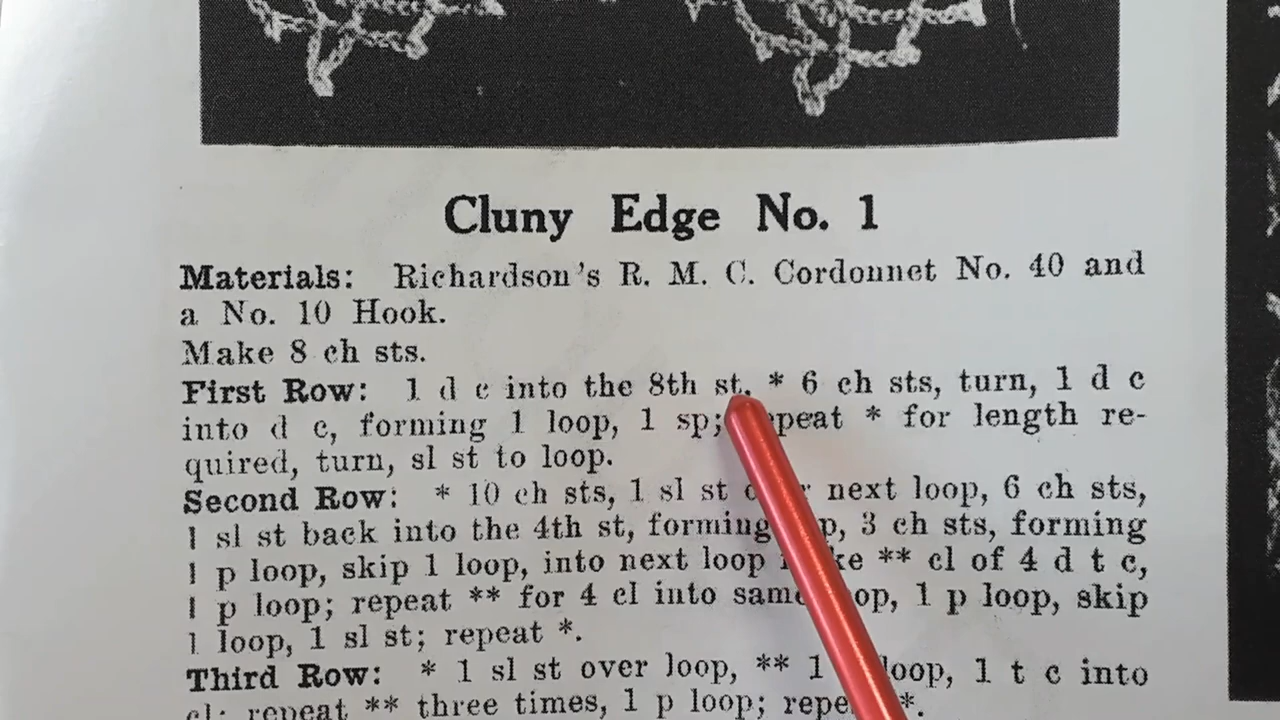 Cluny Edge No. 1
Materials: Richardson's R. M. C. Cordonnet No. 40 and
a No. 10 Hook.
Make 8 ch sts.
First Row: 1 d c into the 8th st, * 6 ch sts, turn, 1 d c
into d c, forming 1 loop, 1 sp; repeat * for length re-
quired, turn, sl st to loop.
Second Row: * 10 ch sts, 1 sl st next loop, 6 ch sts,
1 sl st back into the 4th st, forming p, 3 ch sts, forming
1 p loop, skip 1 loop, into next loop ** cl of 4 d t c,
1 p loop; repeat ** for 4 cl into same loop, 1 p loop, skip
1 loop, 1 sl st; repeat *.
Third Row: * 1 sl st over loop, ** 1 loop, 1 t c into
cl; repeat ** three times, 1 p loop; repeat *.